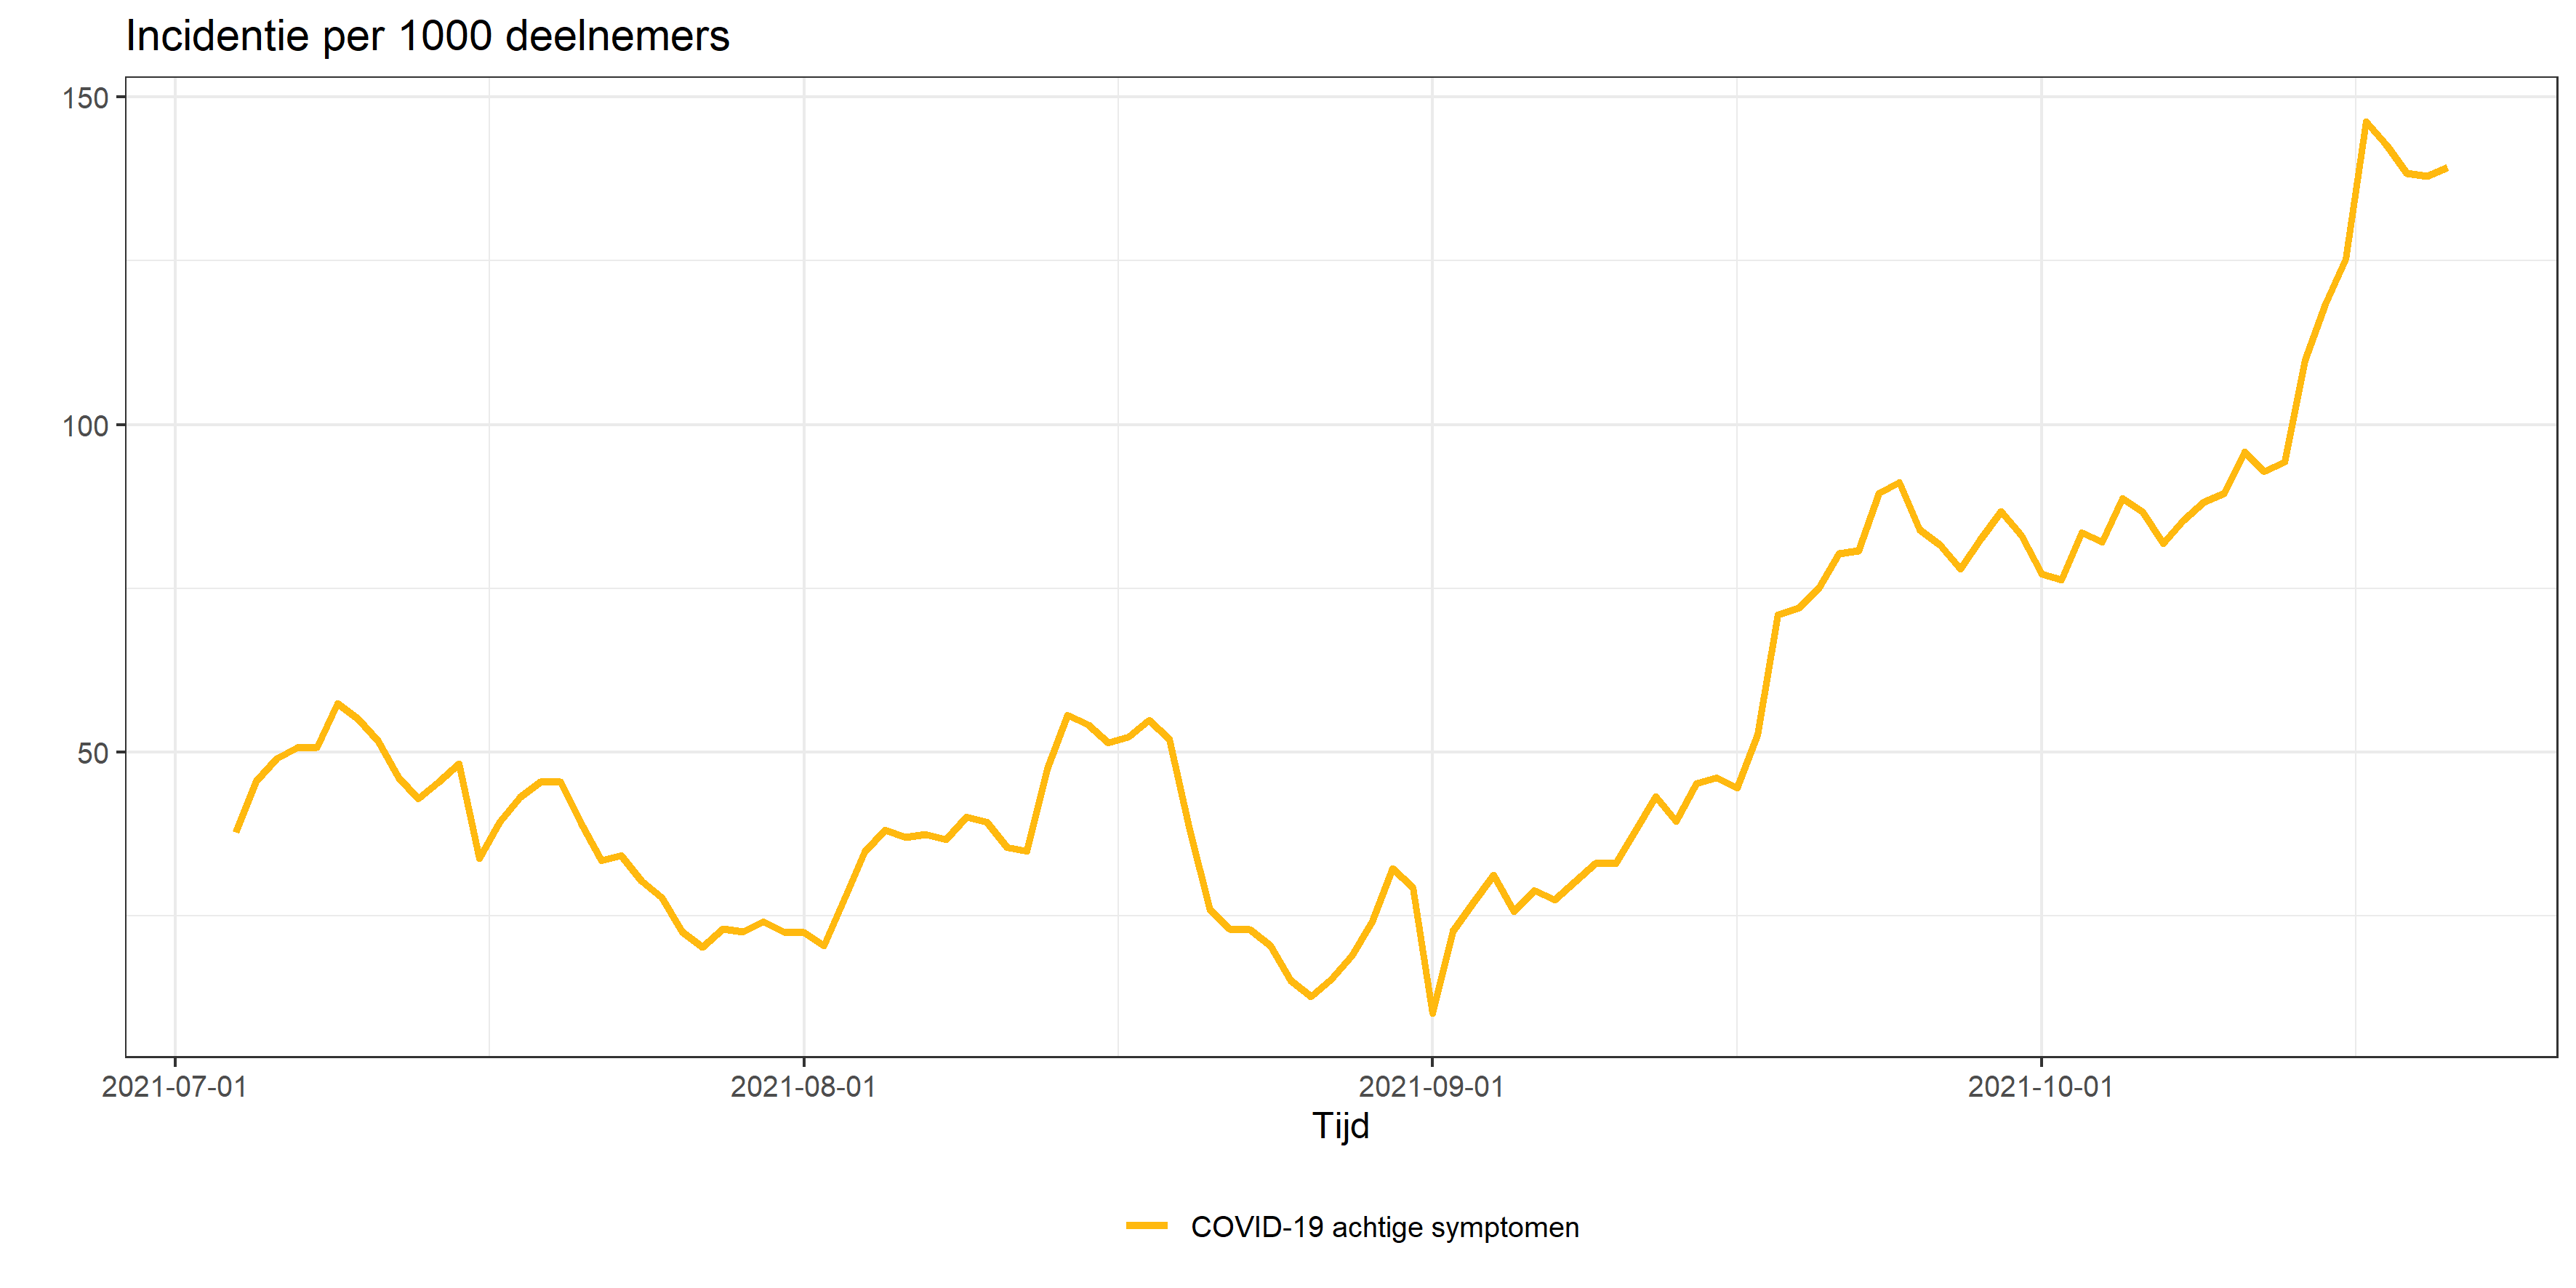 Incidentie per 1000 deelnemers
150
100
50
2021-07-01 2021-08-01 2021-09-01 2021-10-01
Tijd
COVID-19 achtige symptomen